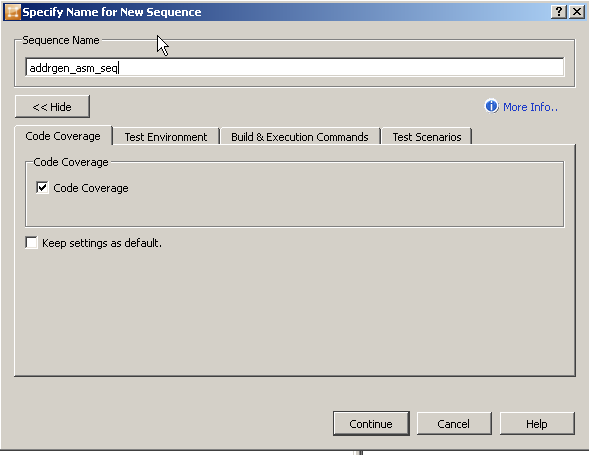 Specify Name for New Sequence
Sequence Name
addrgen_asm_seq
<< Hide
More Info..
Code Coverage Test Environment Build & Execution Commands Test Scenarios
Code Coverage
Code Coverage
Keep settings as default.
Continue Cancel Help